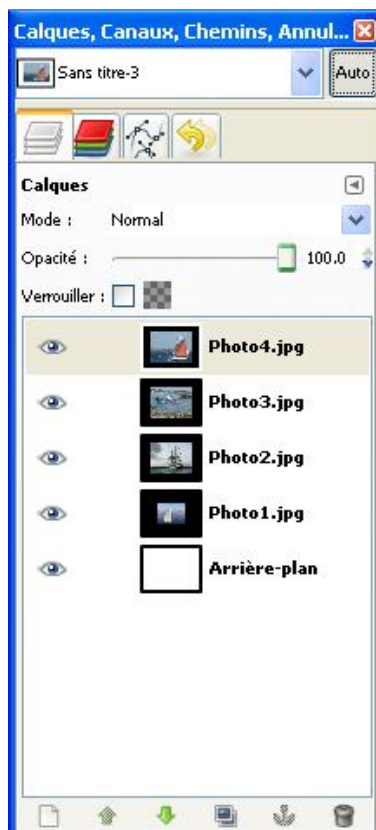 Calques, Canaux, Chemins, Annul...
Sans titre-3
Auto
Calques
Mode : Normal
Opacité : 100.0
Verrouiller :
Photo4.jpg
Photo3.jpg
Photo2.jpg
Photo1.jpg
Arrière-plan